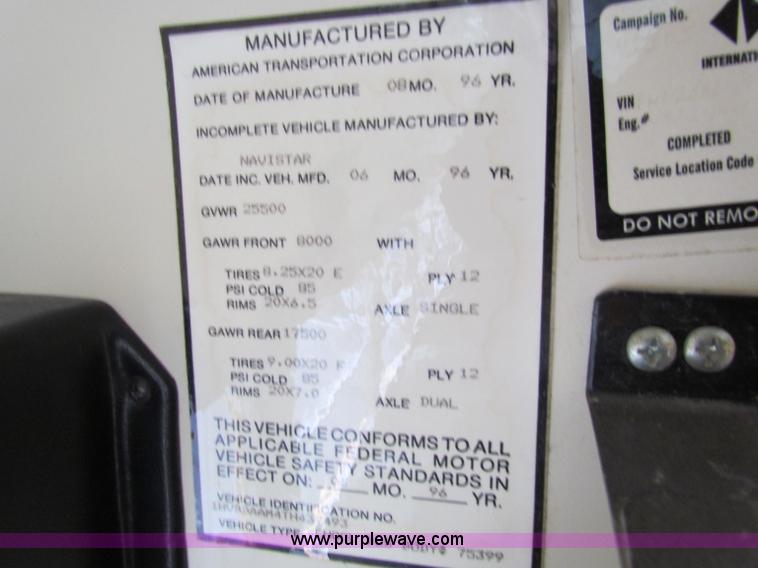 MANUFACTURED BY
AMERICAN TRANSPORTATION CORPORATION
DATE OF MANUFACTURE 08 MO. 96 YR.
INCOMPLETE VEHICLE MANUFACTURED BY:
NAVISTAR
DATE INC. VEH. MFD. 06 MO. 96 YR.
GVWR 25500
GAWR FRONT 8000 WITH
TIRES 8.25X20 E PLY 12
PSI COLD 85
RIMS 20X6.5 AXLE SINGLE
GAWR REAR 17500
TIRES 9.00X20 PLY 12
PSI COLD 85
RIMS 20X7.0 AXLE DUAL
THIS VEHICLE CONFORMS TO ALL
APPLICABLE FEDERAL MOTOR
VEHICLE SAFETY STANDARDS IN
EFFECT ON: MO. 96 YR.
VEHICLE IDENTIFICATION NO.
VEHICLE TYPE
BODY# 75399
Campaign No.
INTERNATI
VIN
Eng.#
COMPLETED
Service Location Code
DO NOT REMO
www.purplewave.com